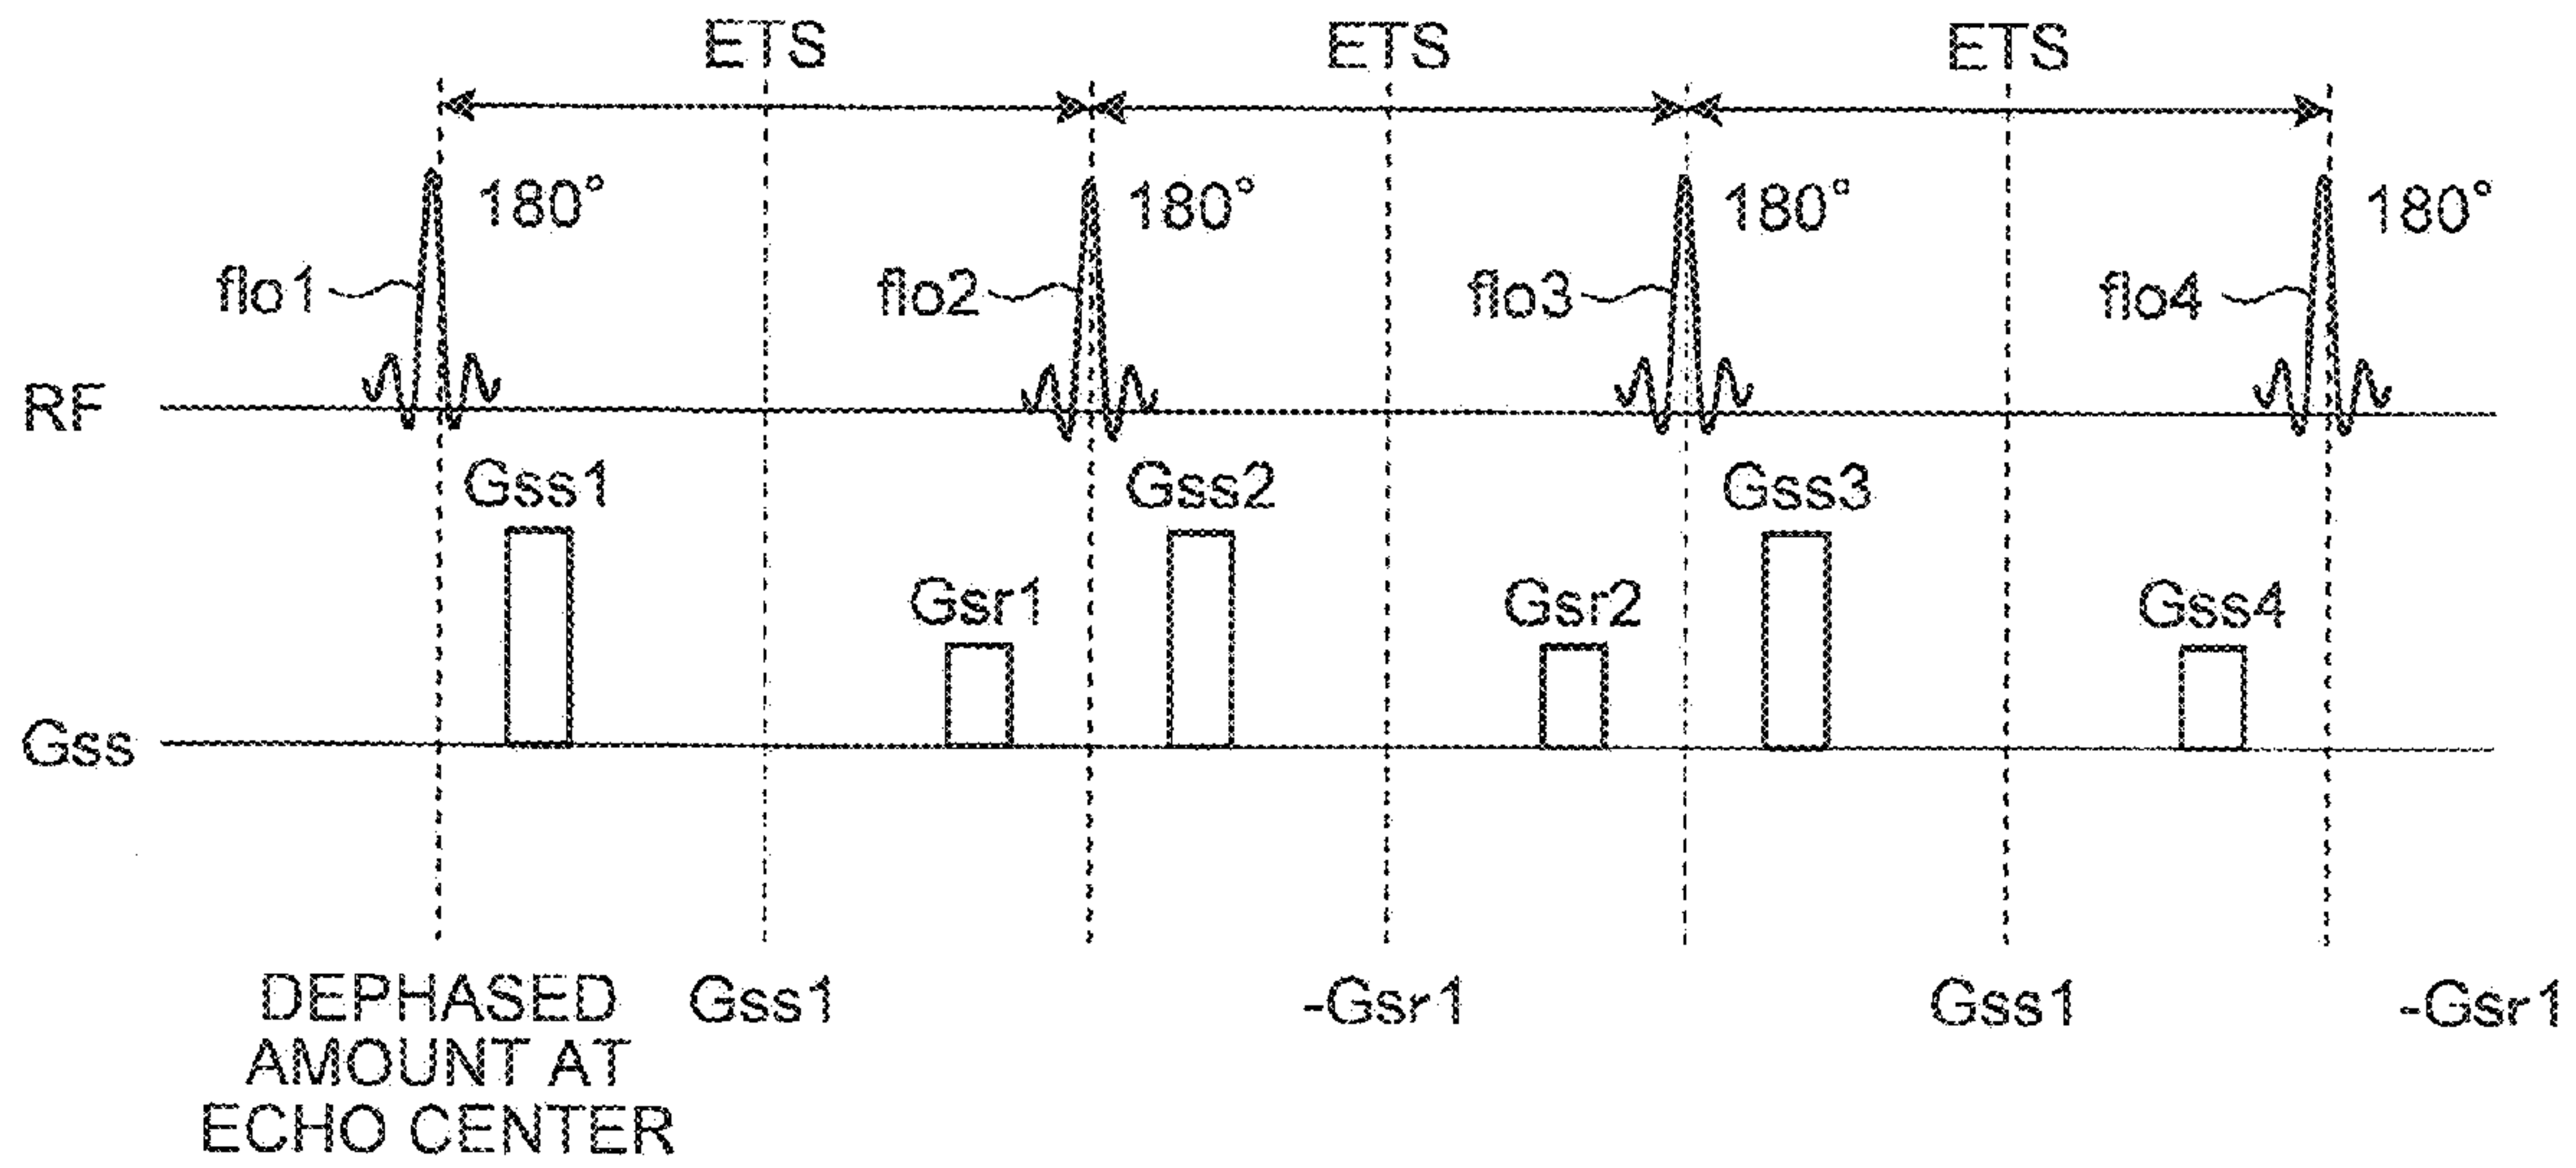 ETS ETS ETS
180° 180° 180° 180°
flo1 flo2 flo3 flo4
RF
Gss1 Gss2 Gss3
Gsr1 Gsr2 Gss4
Gss
DEPHASED AMOUNT AT ECHO CENTER
Gss1 -Gsr1 Gss1 -Gsr1